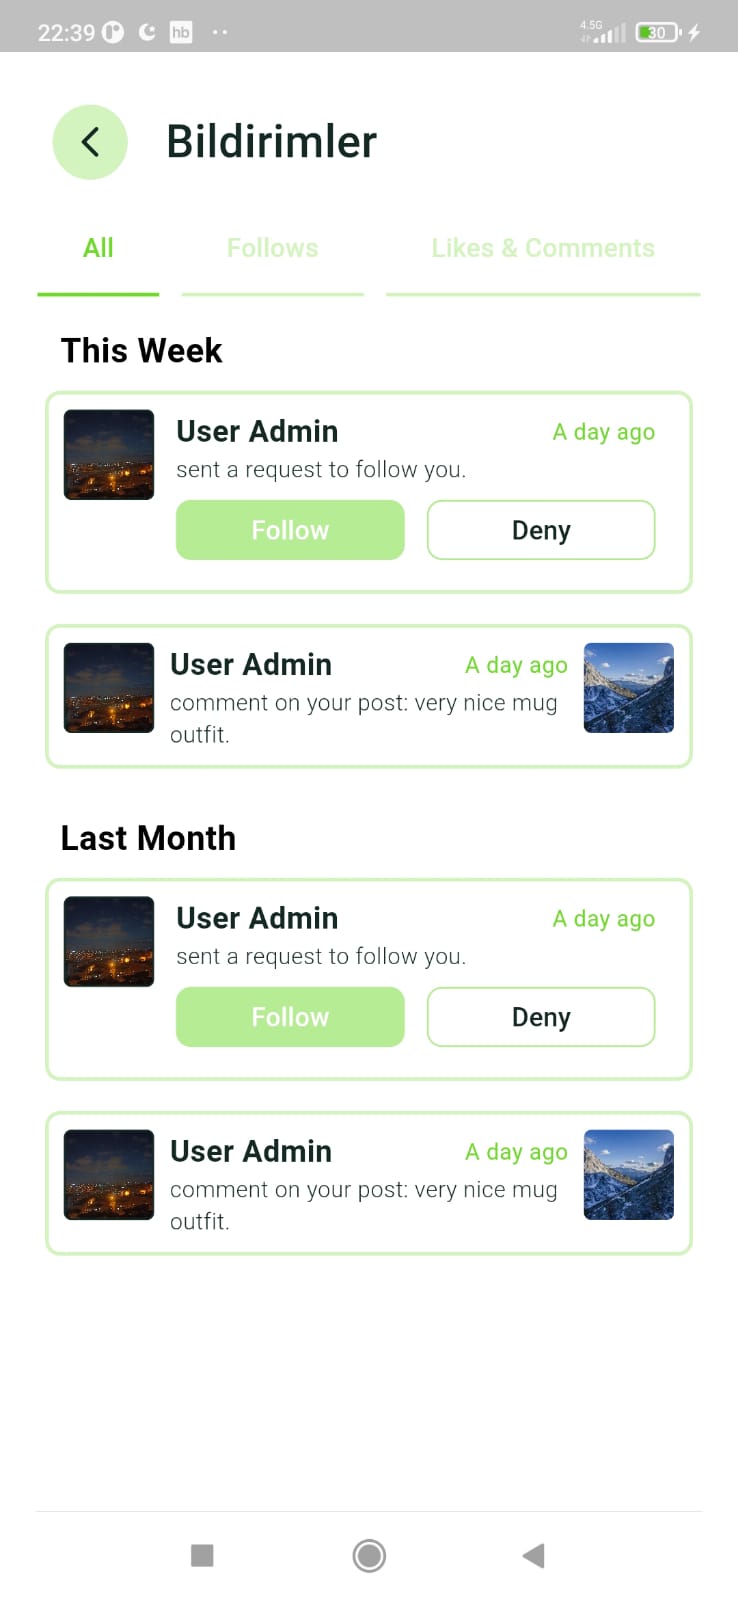 22:39 hb 4.5G 30
Bildirimler
All Follows Likes & Comments
This Week
User Admin A day ago
sent a request to follow you.
Follow Deny
User Admin A day ago
comment on your post: very nice mug
outfit.
Last Month
User Admin A day ago
sent a request to follow you.
Follow Deny
User Admin A day ago
comment on your post: very nice mug
outfit.